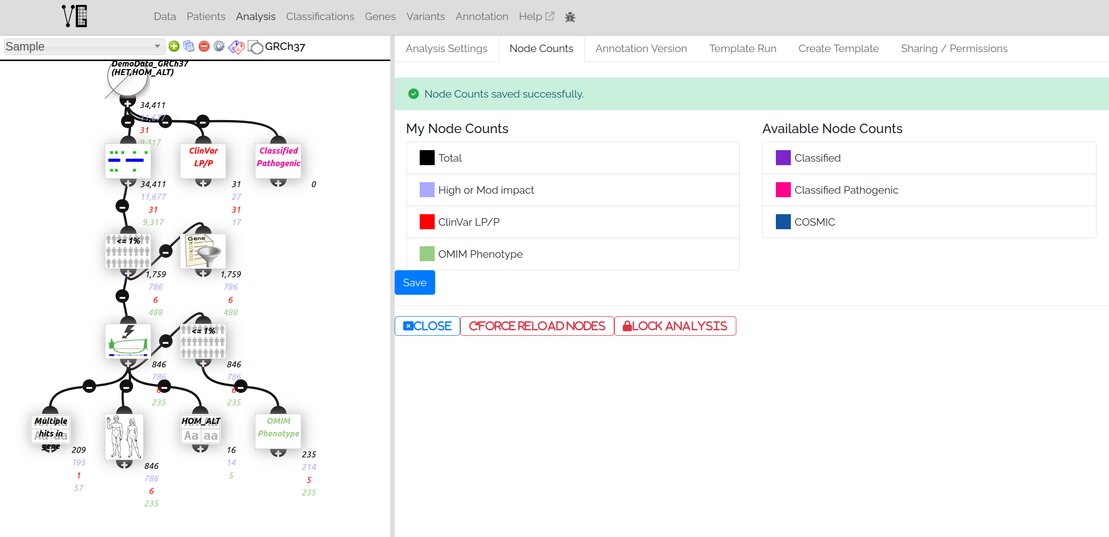 VG
Data Patients Analysis Classifications Genes Variants Annotation Help
Sample GRCh37
Analysis Settings Node Counts Annotation Version Template Run Create Template Sharing / Permissions
Node Counts saved successfully.
My Node Counts
Total
High or Mod impact
ClinVar LP/P
OMIM Phenotype
Save
Available Node Counts
Classified
Classified Pathogenic
COSMIC
CLOSE FORCE RELOAD NODES LOCK ANALYSIS
DemoData_GRCh37
(HET,HOM_ALT)
34,411
11,677
31
9,317
ClinVar
LP/P
Classified
Pathogenic
34,411
11,677
31
9,317
31
27
31
17
0
<= 1%
Gene
1,759
786
6
488
1,759
786
6
488
<= 1%
846
786
6
235
846
786
6
235
Multiple
hits in
gene
HOM_ALT
Aa aa
OMIM
Phenotype
209
195
1
57
846
786
6
235
16
14
5
235
214
5
235